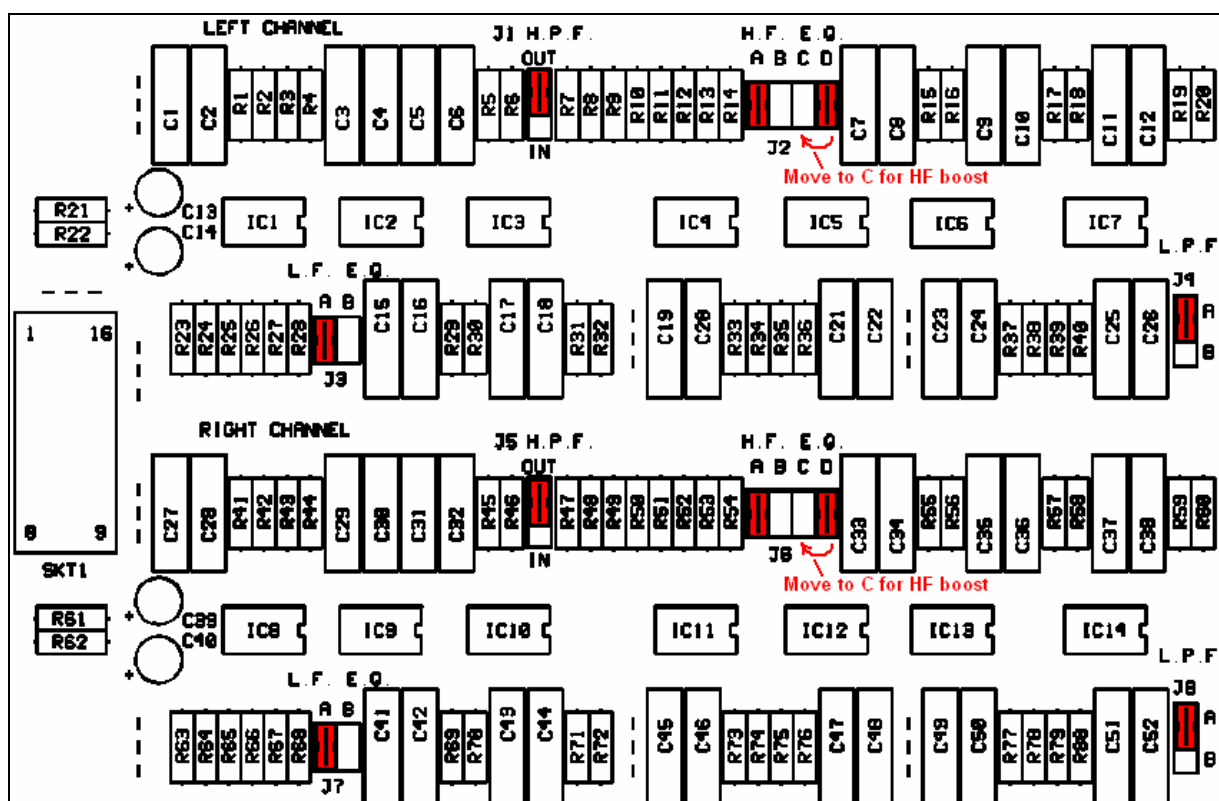 LEFT CHANNEL
J1 H.P.F.
H.F. E.Q.
OUT
A B C D
C1 C2 R1 R2 R3 R4 C3 C4 C5 C6 R5 R6 R7 R8 R9 R10 R11 R12 R13 R14 C7 C8 R15 R16 C9 C10 R17 R18 C11 C12 R19 R20
IN
J2
Move to C for HF boost
R21
R22
+
C13
C14
+
IC1 IC2 IC3 IC4 IC5 IC6 IC7
L.P.F
L.F. E.Q.
J4
A B
A
B
1 16
R23 R24 R25 R26 R27 R28 C15 C16 R29 R30 C17 C18 R31 R32 C19 C20 R33 R34 R35 R36 C21 C22 C23 C24 R37 R38 R39 R40 C25 C26
J3
RIGHT CHANNEL
J5 H.P.F.
H.F. E.Q.
OUT
A B C D
C27 C28 R41 R42 R43 R44 C29 C30 C31 C32 R45 R46 R47 R48 R49 R50 R51 R52 R53 R54 C33 C34 R55 R56 C35 C36 R57 R58 C37 C38 R59 R60
8 9
IN
J6
SKT1
Move to C for HF boost
R61
R62
+
C39
C40
+
IC8 IC9 IC10 IC11 IC12 IC13 IC14
L.P.F
L.F. E.Q.
J8
A B
A
B
R63 R64 R65 R66 R67 R68 C41 C42 R69 R70 C43 C44 R71 R72 C45 C46 R73 R74 R75 R76 C47 C48 C49 C50 R77 R78 R79 R80 C51 C52
J7